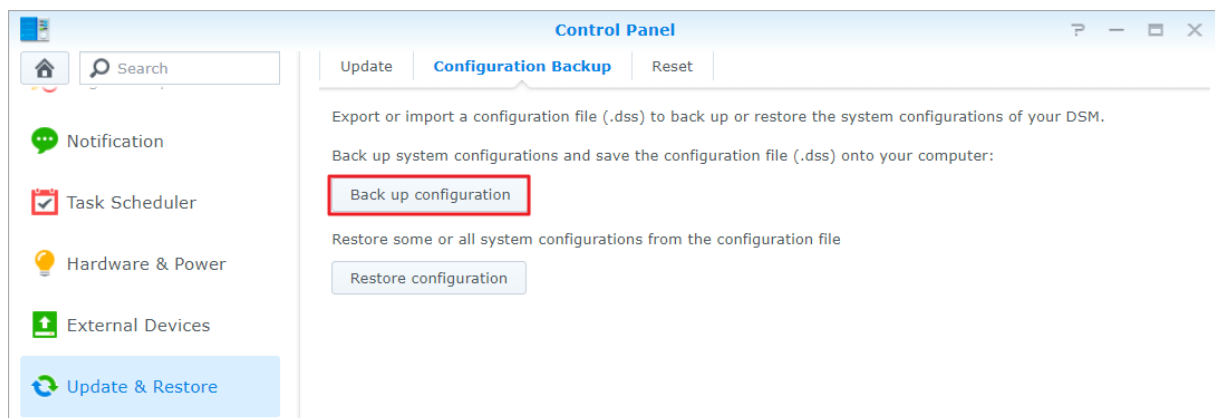 Control Panel
Search
Update Configuration Backup Reset
Export or import a configuration file (.dss) to back up or restore the system configurations of your DSM.
Notification
Back up system configurations and save the configuration file (.dss) onto your computer:
Back up configuration
Task Scheduler
Restore some or all system configurations from the configuration file
Hardware & Power
Restore configuration
External Devices
Update & Restore